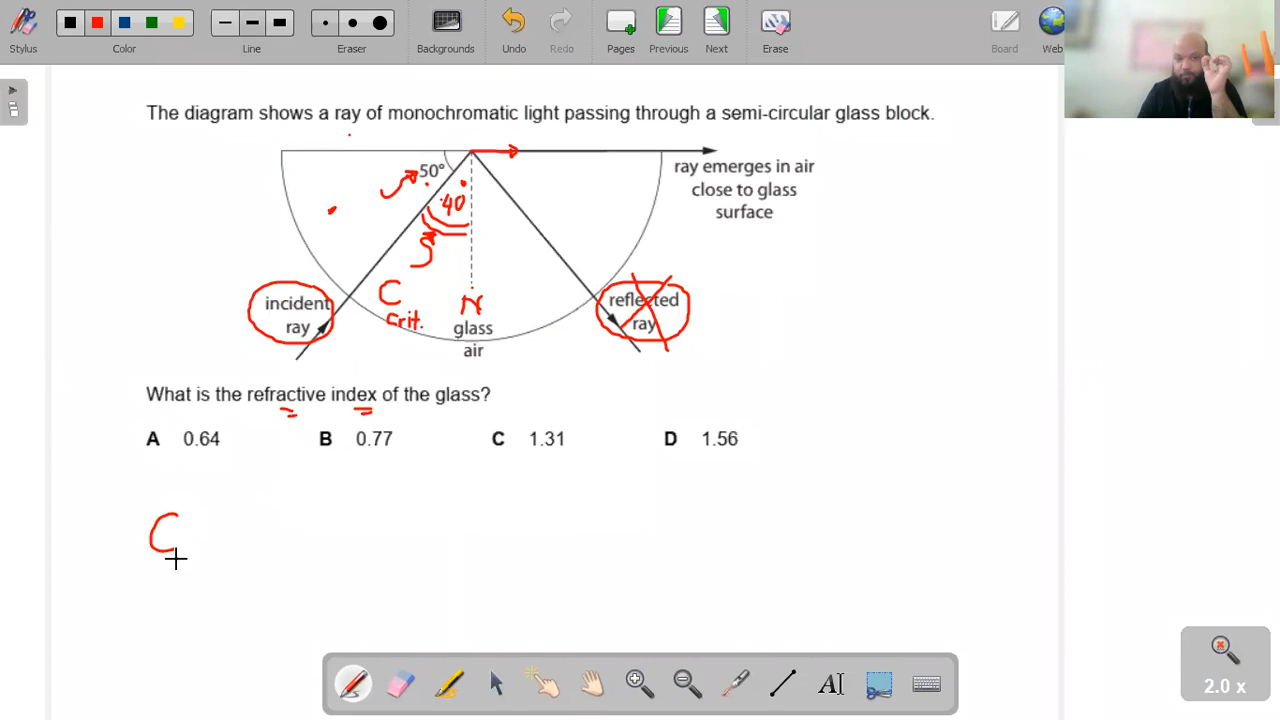 Stylus
Color
Line
Eraser
Backgrounds
Undo
Redo
Pages
Previous
Next
Erase
Board
Web
The diagram shows a ray of monochromatic light passing through a semi-circular glass block.
50°
40
ray emerges in air
close to glass
surface
incident
ray
C
crit.
N
glass
air
reflected
ray
What is the refractive index of the glass?
A 0.64 B 0.77 C 1.31 D 1.56
C
2.0 x